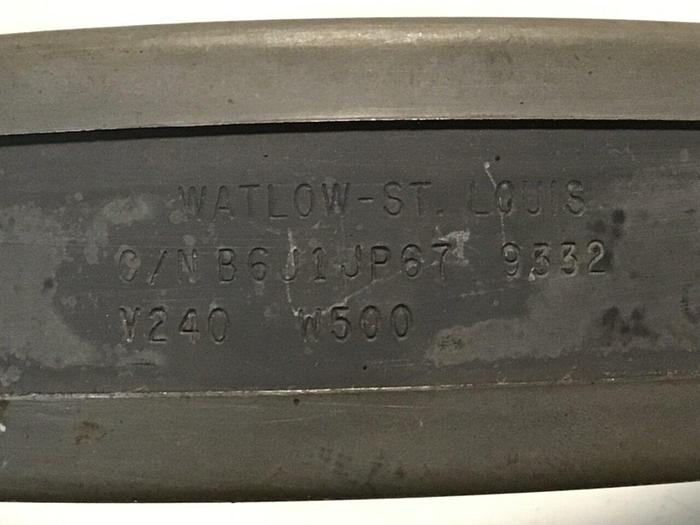 WATLOW-ST. LOUIS
C/N B6J1JP67 9332
V240 W500